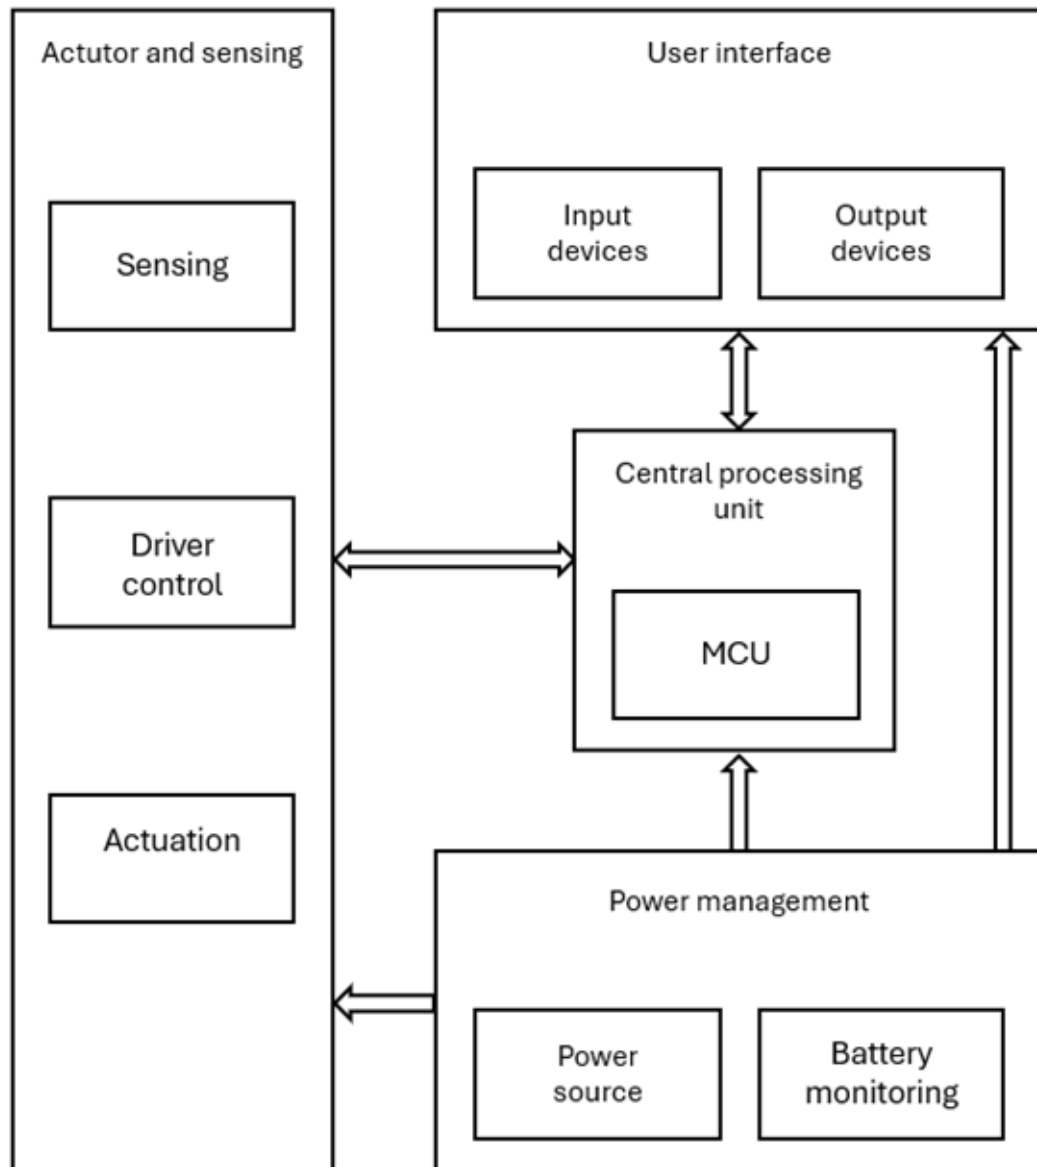 Actutor and sensing
Sensing
Driver
control
Actuation
User interface
Input
devices
Output
devices
Central processing
unit
MCU
Power management
Power
source
Battery
monitoring